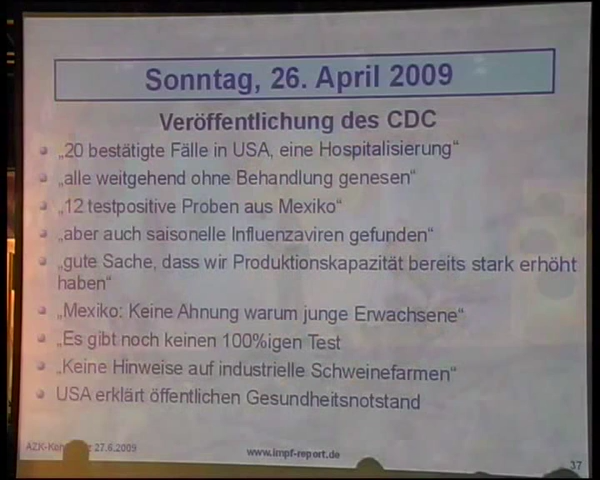 Sonntag, 26. April 2009
Veröffentlichung des CDC
„20 bestätigte Fälle in USA, eine Hospitalisierung“
„alle weitgehend ohne Behandlung genesen“
„12 testpositive Proben aus Mexiko“
„aber auch saisonelle Influenzaviren gefunden“
„gute Sache, dass wir Produktionskapazität bereits stark erhöht
haben“
„Mexiko: Keine Ahnung warum junge Erwachsene“
„Es gibt noch keinen 100%igen Test
„Keine Hinweise auf industrielle Schweinefarmen“
USA erklärt öffentlichen Gesundheitsnotstand
27.6.2009
www.impf-report.de
37